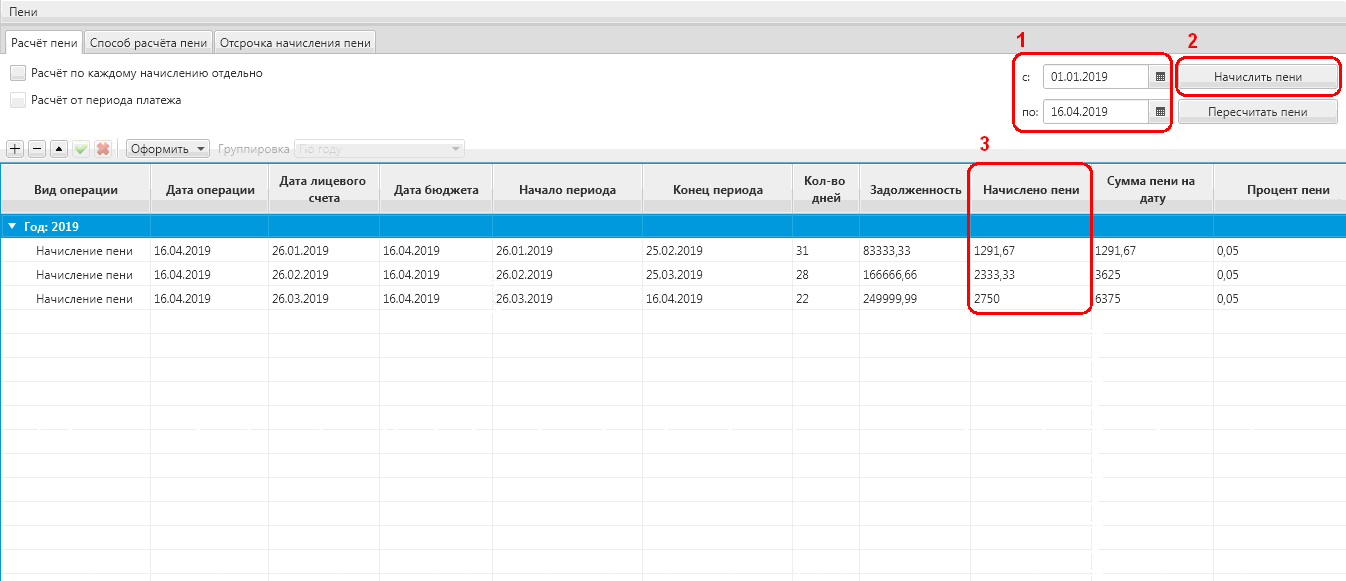 Пени
Расчёт пени Способ расчёта пени Отсрочка начисления пени
1 2
Расчёт по каждому начислению отдельно с: 01.01.2019 Начислить пени
Расчёт от периода платежа по: 16.04.2019 Пересчитать пени
3
Оформить Группировка По году
Вид операции Дата операции Дата лицевого счета Дата бюджета Начало периода Конец периода Кол-во дней Задолженность Начислено пени Сумма пени на дату Процент пени
Год: 2019
Начисление пени 16.04.2019 26.01.2019 16.04.2019 26.01.2019 25.02.2019 31 83333,33 1291,67 1291,67 0,05
Начисление пени 16.04.2019 26.02.2019 16.04.2019 26.02.2019 25.03.2019 28 166666,66 2333,33 3625 0,05
Начисление пени 16.04.2019 26.03.2019 16.04.2019 26.03.2019 16.04.2019 22 249999,99 2750 6375 0,05